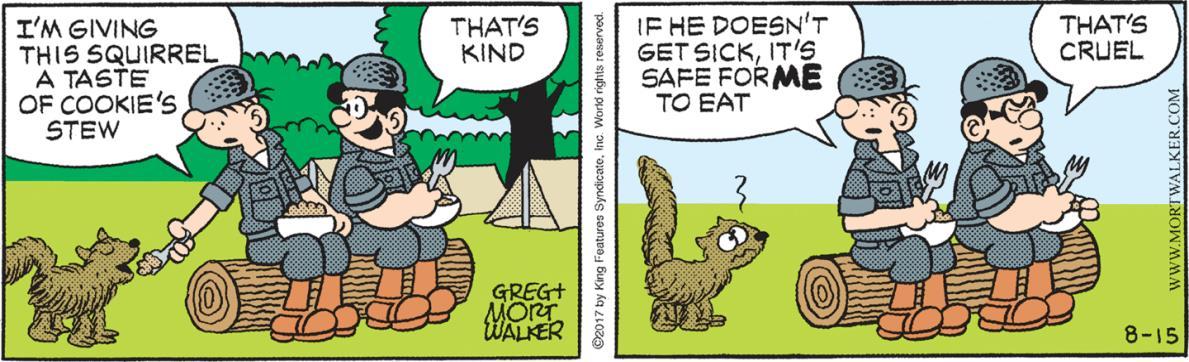 I'M GIVING
THIS SQUIRREL
A TASTE
OF COOKIE'S
STEW
THAT'S
KIND
GREG+
MORT
WALKER
©2017 by King Features Syndicate, Inc. World rights reserved.
IF HE DOESN'T
GET SICK, IT'S
SAFE FOR ME
TO EAT
THAT'S
CRUEL
WWW.MORTWALKER.COM
8-15